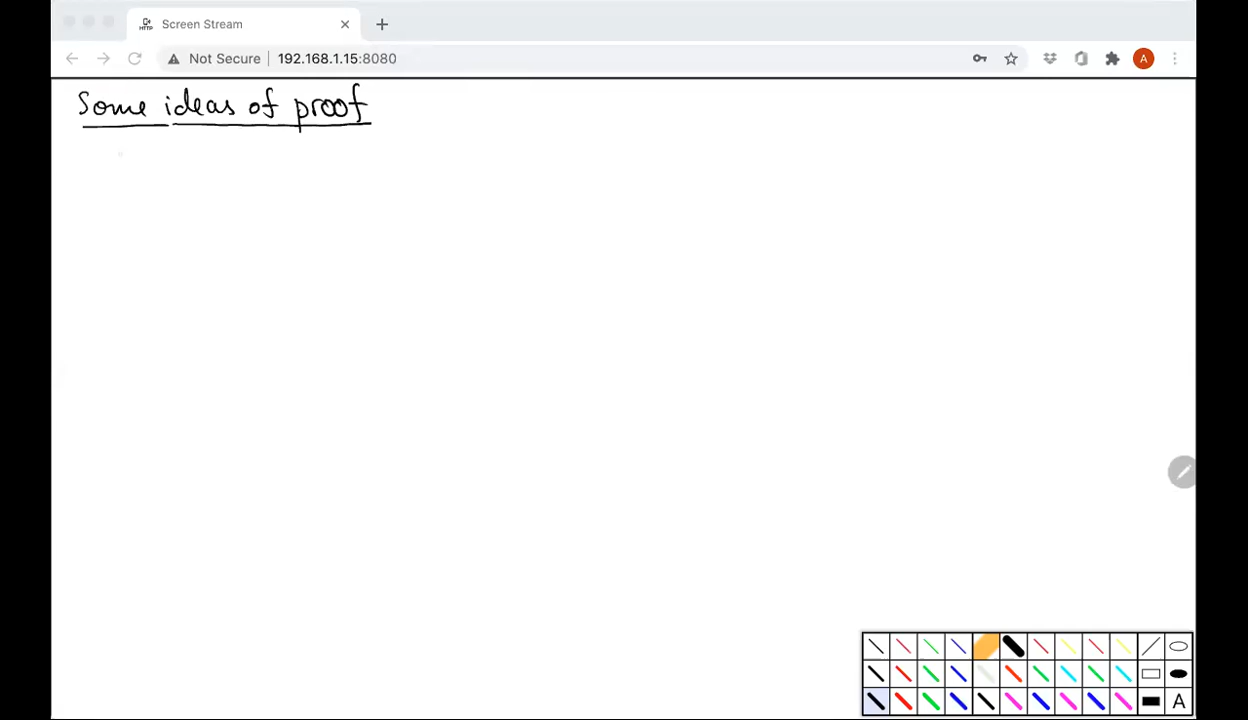 Screen Stream
Not Secure 192.168.1.15:8080
A
Some ideas of proof
A